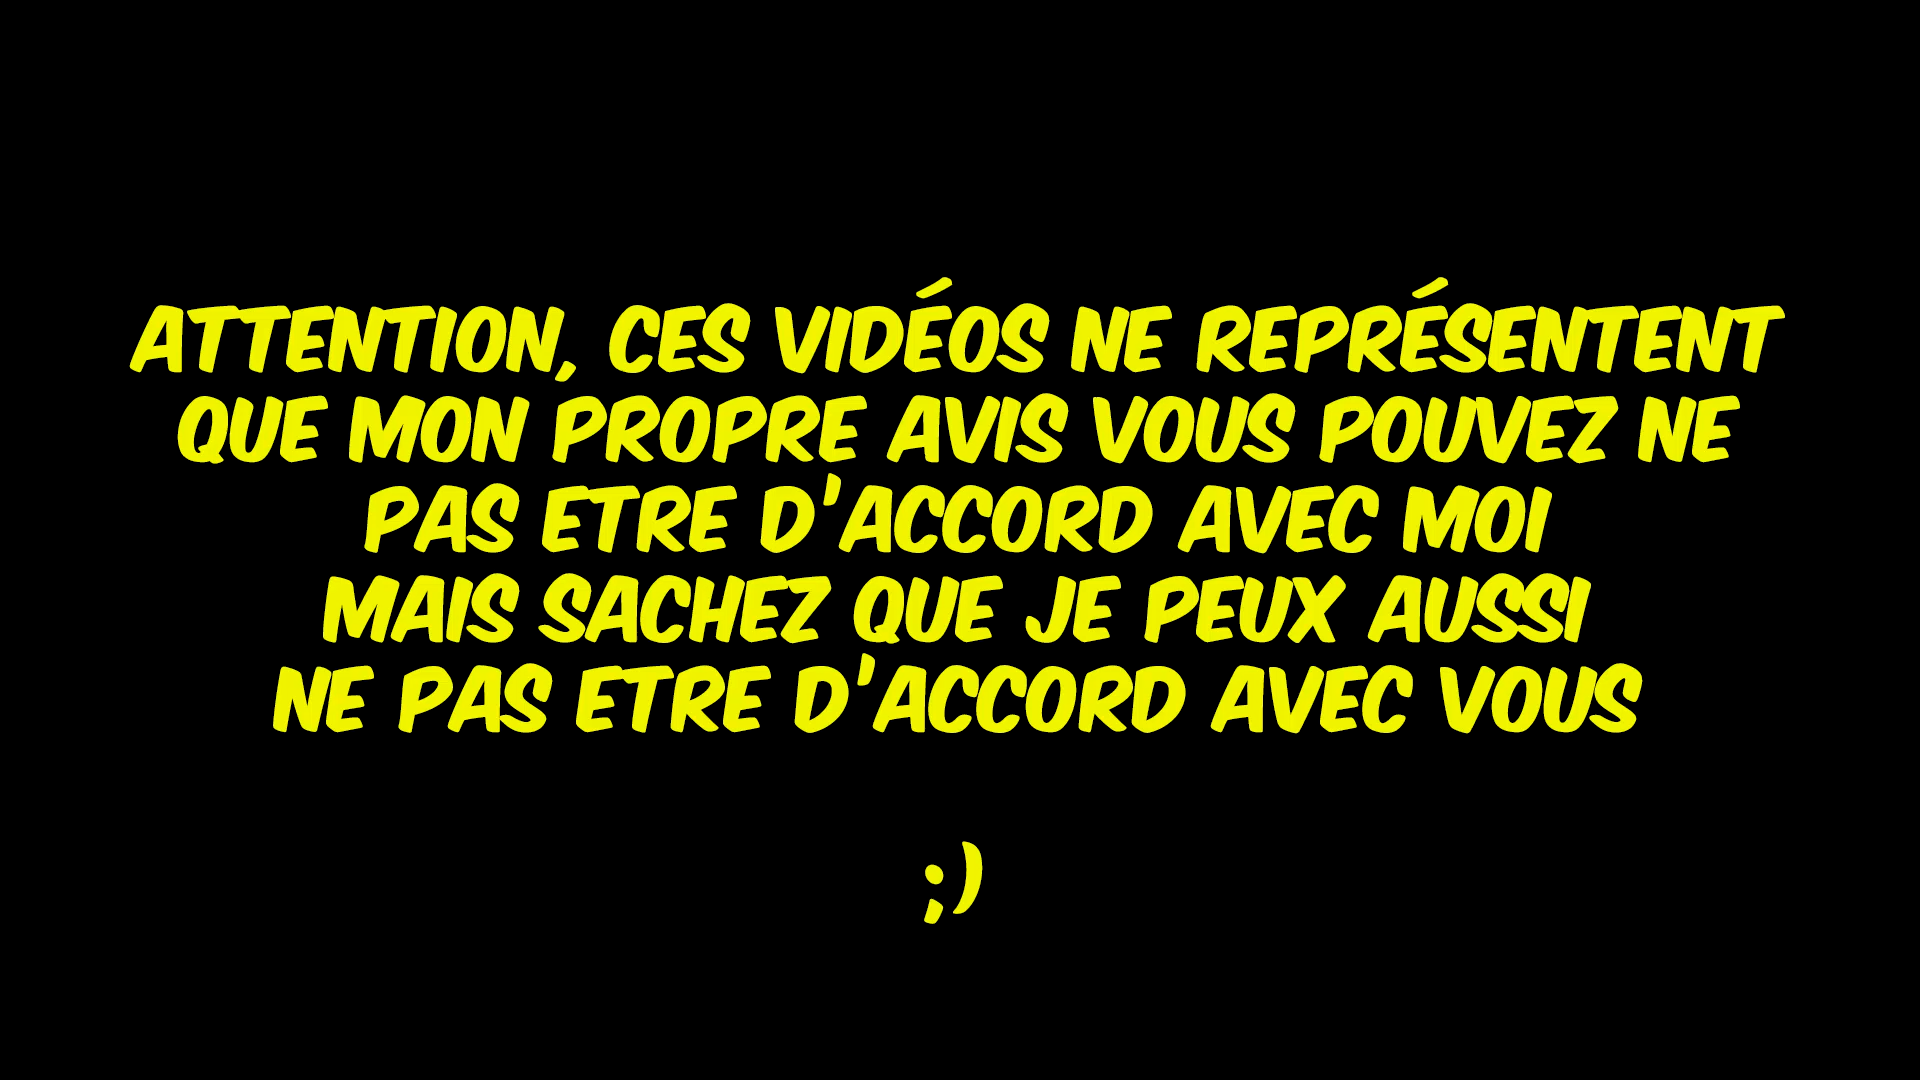 ATTENTION, CES VIDÉOS NE REPRÉSENTENT
QUE MON PROPRE AVIS VOUS POUVEZ NE
PAS ETRE D'ACCORD AVEC MOI
MAIS SACHEZ QUE JE PEUX AUSSI
NE PAS ETRE D'ACCORD AVEC VOUS
;)